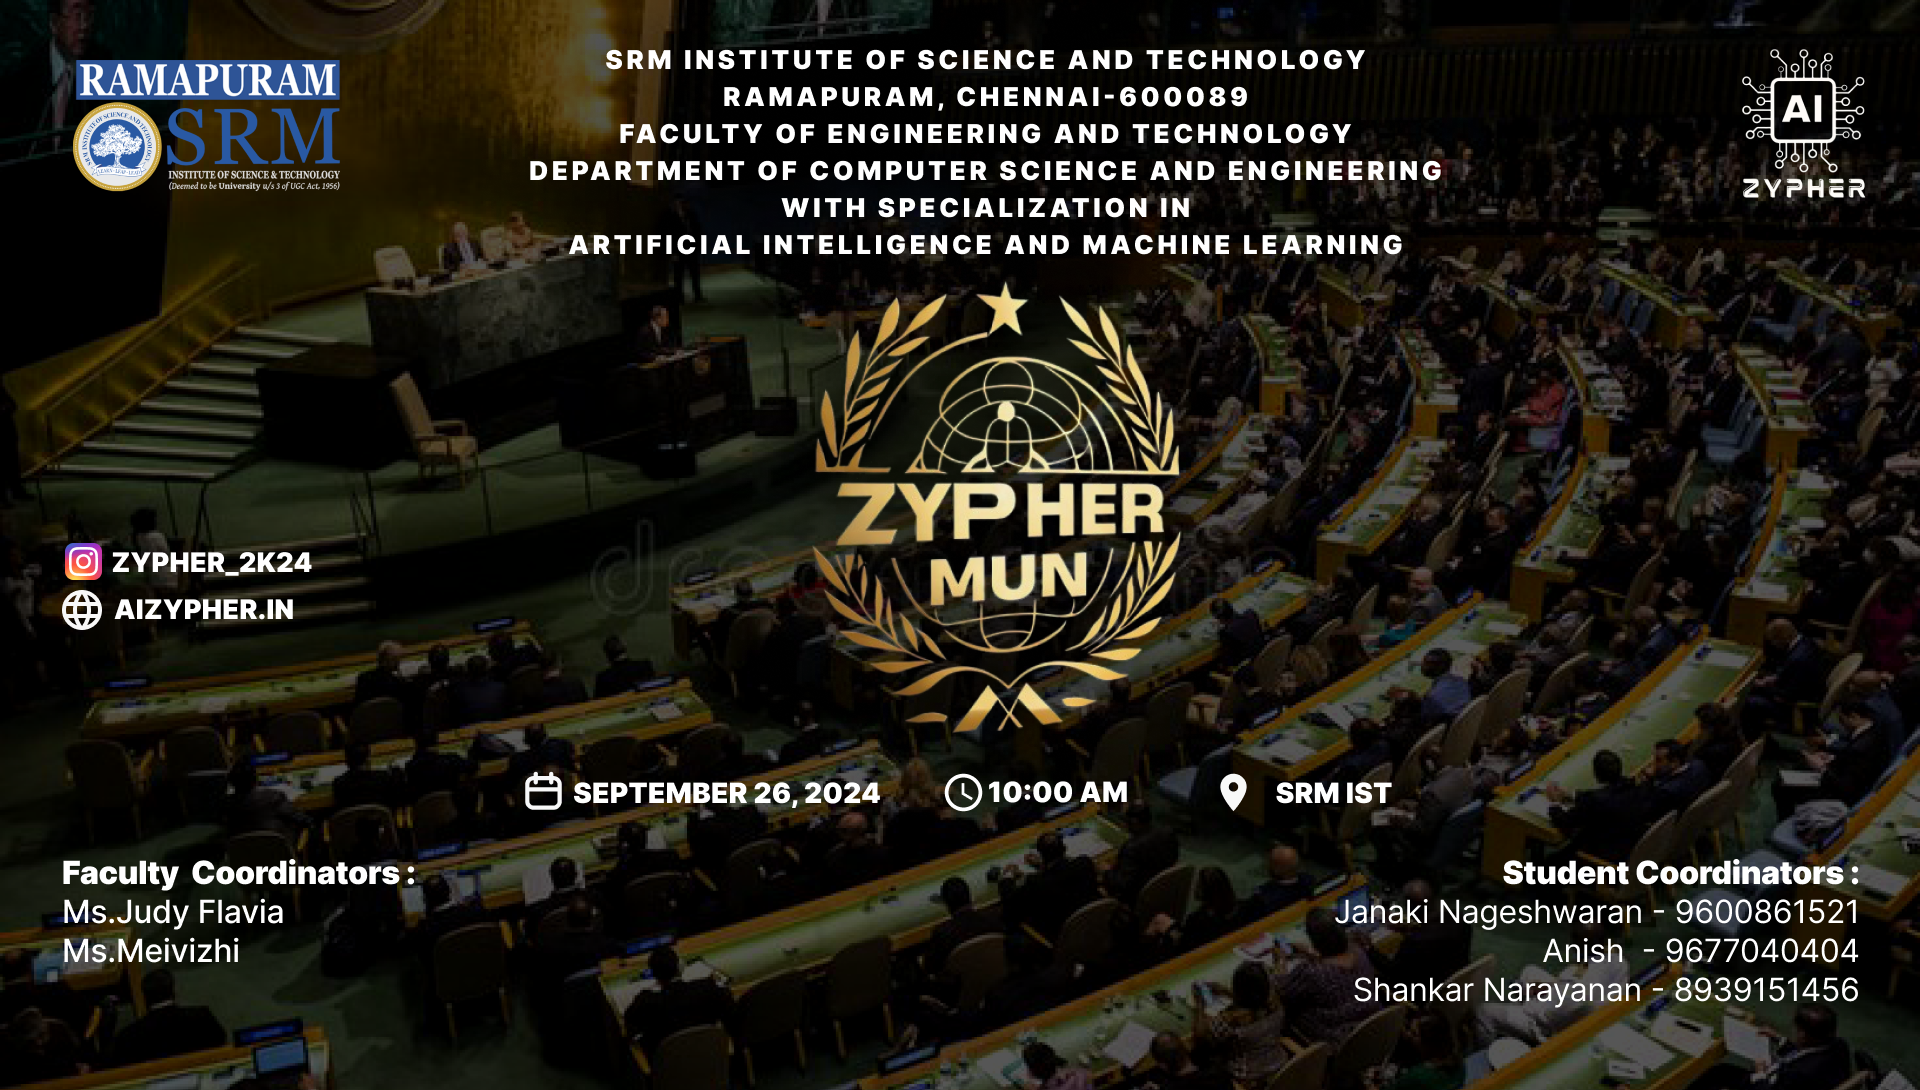 RAMAPURAM
SRM
INSTITUTE OF SCIENCE & TECHNOLOGY
(Deemed to be University u/s 3 of UGC Act, 1956)
SRM INSTITUTE OF SCIENCE AND TECHNOLOGY
RAMAPURAM, CHENNAI-600089
FACULTY OF ENGINEERING AND TECHNOLOGY
DEPARTMENT OF COMPUTER SCIENCE AND ENGINEERING
WITH SPECIALIZATION IN
ARTIFICIAL INTELLIGENCE AND MACHINE LEARNING
AI
ZYPHER
ZYPHER
MUN
ZYPHER_2K24
AIZYPHER.IN
SEPTEMBER 26, 2024
10:00 AM
SRM IST
Faculty Coordinators :
Ms.Judy Flavia
Ms.Meivizhi
Student Coordinators :
Janaki Nageshwaran - 9600861521
Anish - 9677040404
Shankar Narayanan - 8939151456